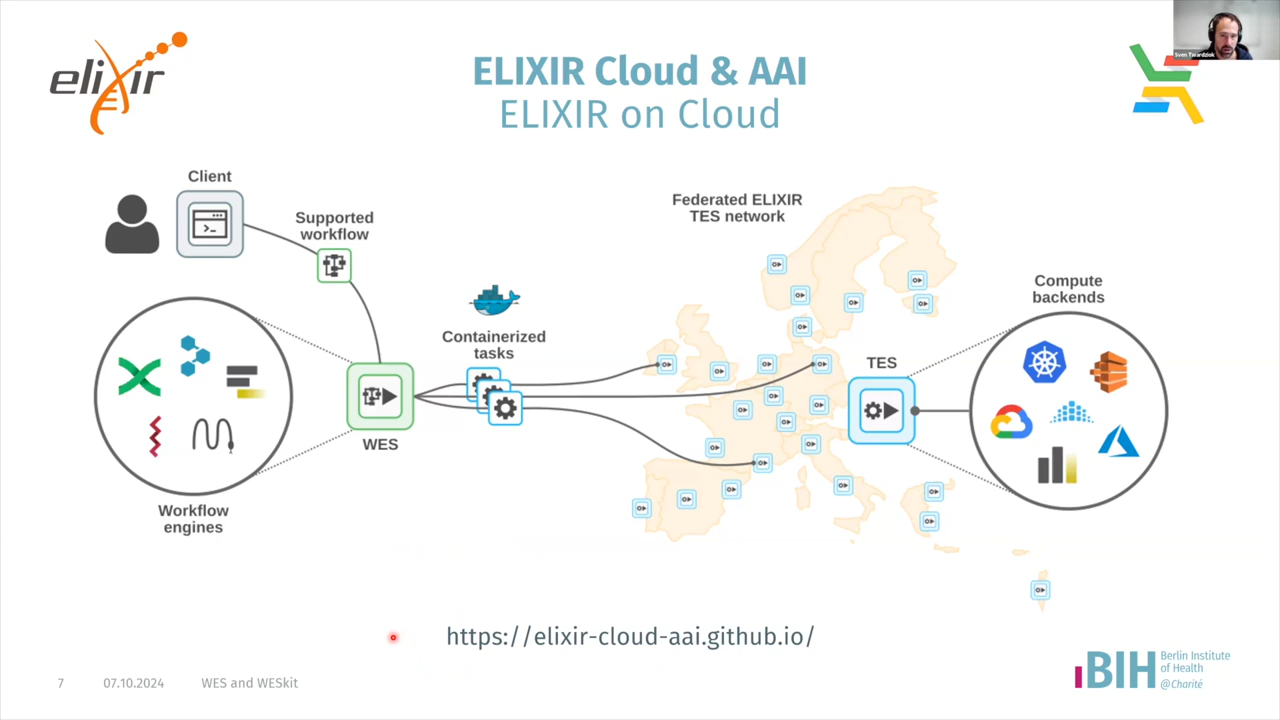 elixir
ELIXIR Cloud & AAI
ELIXIR on Cloud
Sven Twardziok
Client
Supported
workflow
Federated ELIXIR
TES network
Compute
backends
Containerized
tasks
TES
WES
Workflow
engines
https://elixir-cloud-aai.github.io/
7
07.10.2024
WES and WESkit
BIH
Berlin Institute
of Health
@Charité